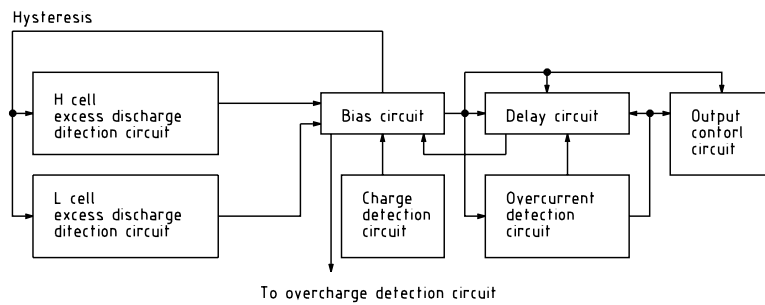 Hysteresis
H cell
excess discharge
ditection circuit
Bias circuit
Delay circuit
Output
contorl
circuit
L cell
excess discharge
ditection circuit
Charge
detection
circuit
Overcurrent
detection
circuit
To overcharge detection circuit